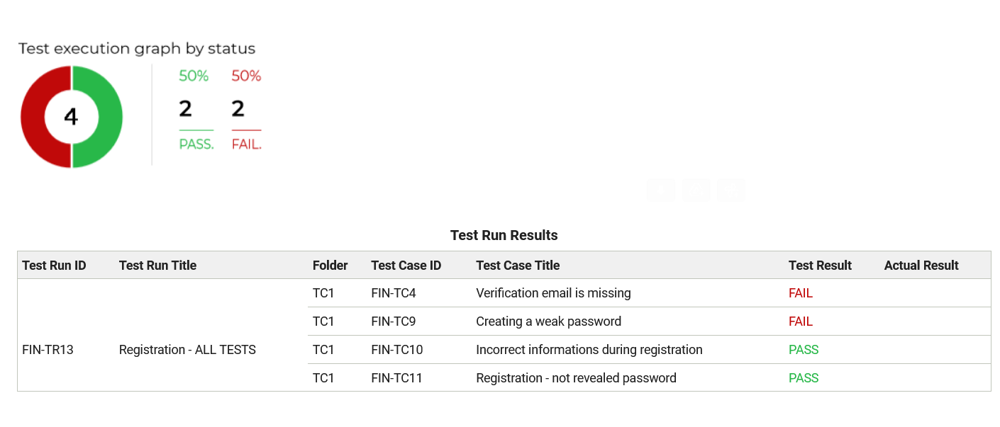 Test execution graph by status
4
50% 50%
2 2
PASS. FAIL.
Test Run Results
Test Run ID Test Run Title Folder Test Case ID Test Case Title Test Result Actual Result
TC1 FIN-TC4 Verification email is missing FAIL
TC1 FIN-TC9 Creating a weak password FAIL
FIN-TR13 Registration - ALL TESTS TC1 FIN-TC10 Incorrect informations during registration PASS
TC1 FIN-TC11 Registration - not revealed password PASS